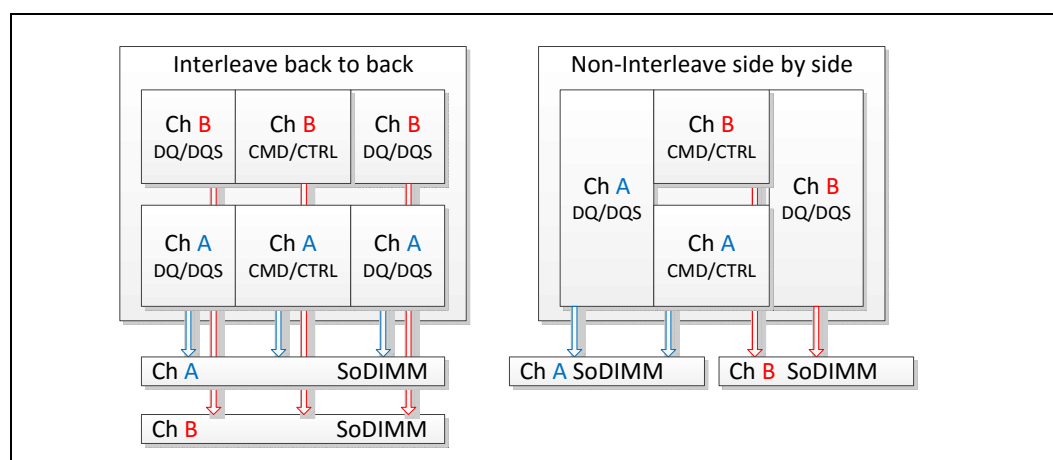 Interleave back to back
Ch B
DQ/DQS
Ch B
CMD/CTRL
Ch B
DQ/DQS
Ch A
DQ/DQS
Ch A
CMD/CTRL
Ch A
DQ/DQS
Ch A SoDIMM
Ch B SoDIMM
Non-Interleave side by side
Ch A
DQ/DQS
Ch B
CMD/CTRL
Ch A
CMD/CTRL
Ch B
DQ/DQS
Ch A SoDIMM
Ch B SoDIMM